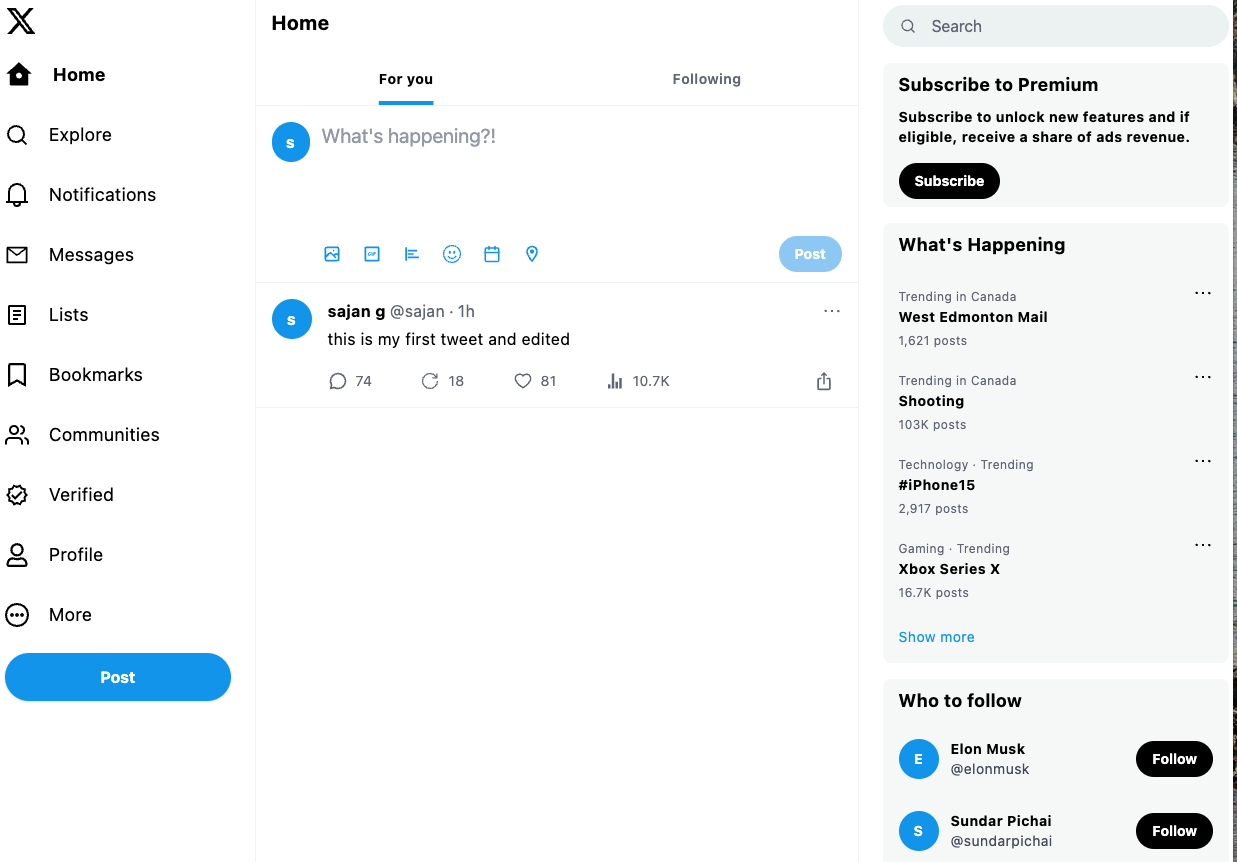 Home
Explore
Notifications
Messages
Lists
Bookmarks
Communities
Verified
Profile
More
Post
Home
For you
Following
s
What's happening?!
GIF
Post
s
sajan g @sajan · 1h
this is my first tweet and edited
74
18
81
10.7K
Search
Subscribe to Premium
Subscribe to unlock new features and if
eligible, receive a share of ads revenue.
Subscribe
What's Happening
Trending in Canada
West Edmonton Mail
1,621 posts
Trending in Canada
Shooting
103K posts
Technology · Trending
#iPhone15
2,917 posts
Gaming · Trending
Xbox Series X
16.7K posts
Show more
Who to follow
E
Elon Musk
@elonmusk
Follow
S
Sundar Pichai
@sundarpichai
Follow